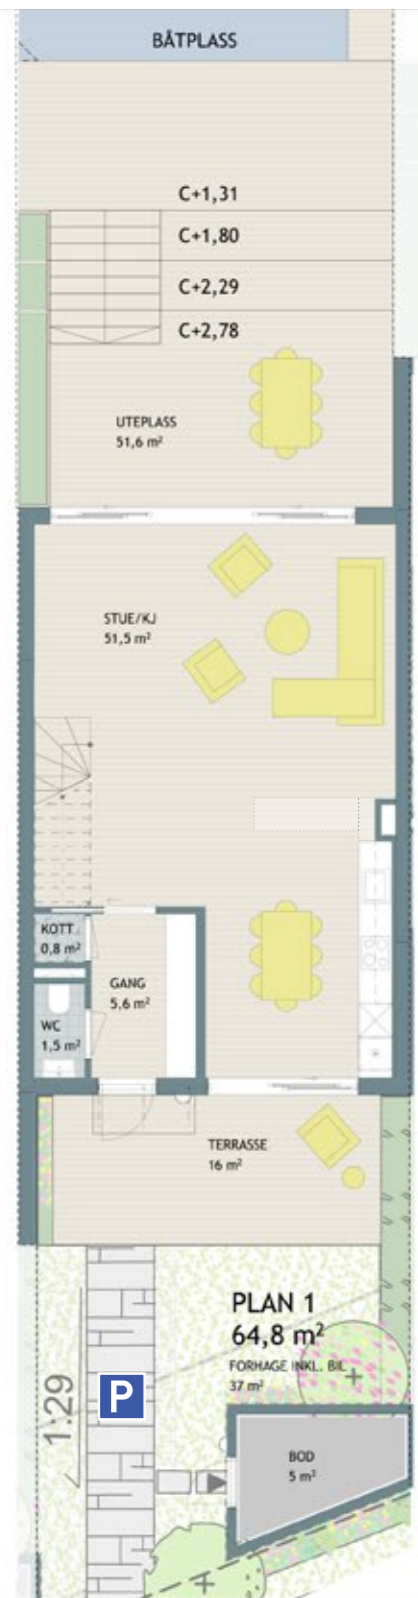 BÅTPLASS
C+1,31
C+1,80
C+2,29
C+2,78
UTEPLASS
51,6 m²
STUE/KJ
51,5 m²
KOTT
0,8 m²
GANG
5,6 m²
WC
1,5 m²
TERRASSE
16 m²
PLAN 1
64,8 m²
FORHAGE INKL. BIL
37 m²
1:29
P
BOD
5 m²